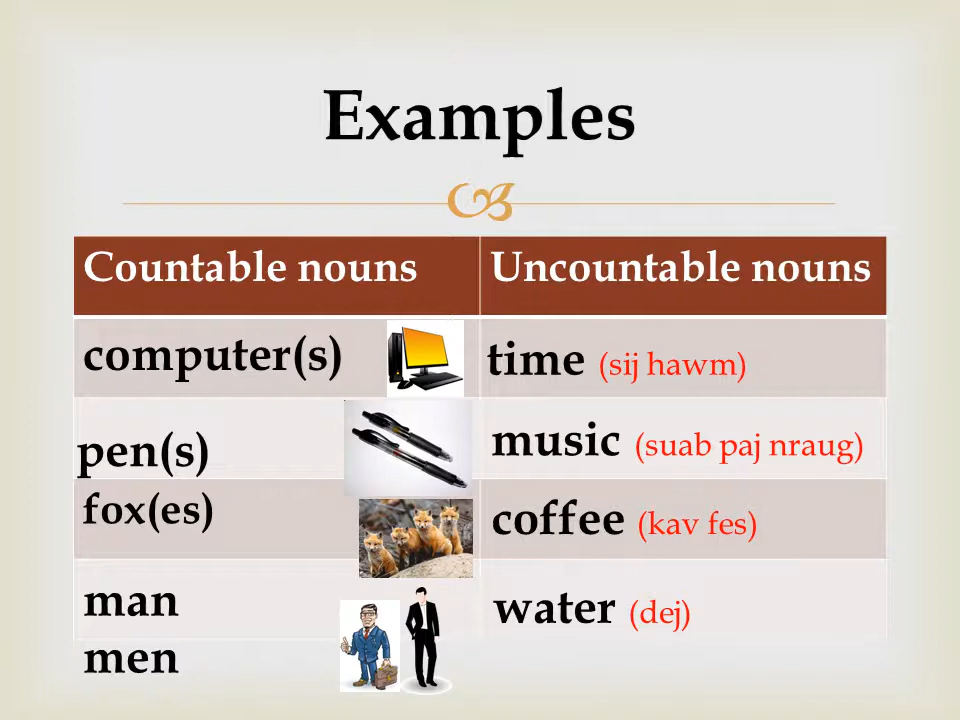 Examples
Countable nouns
Uncountable nouns
computer(s)
time (sij hawm)
pen(s)
music (suab paj nraug)
fox(es)
coffee (kav fes)
man
men
water (dej)